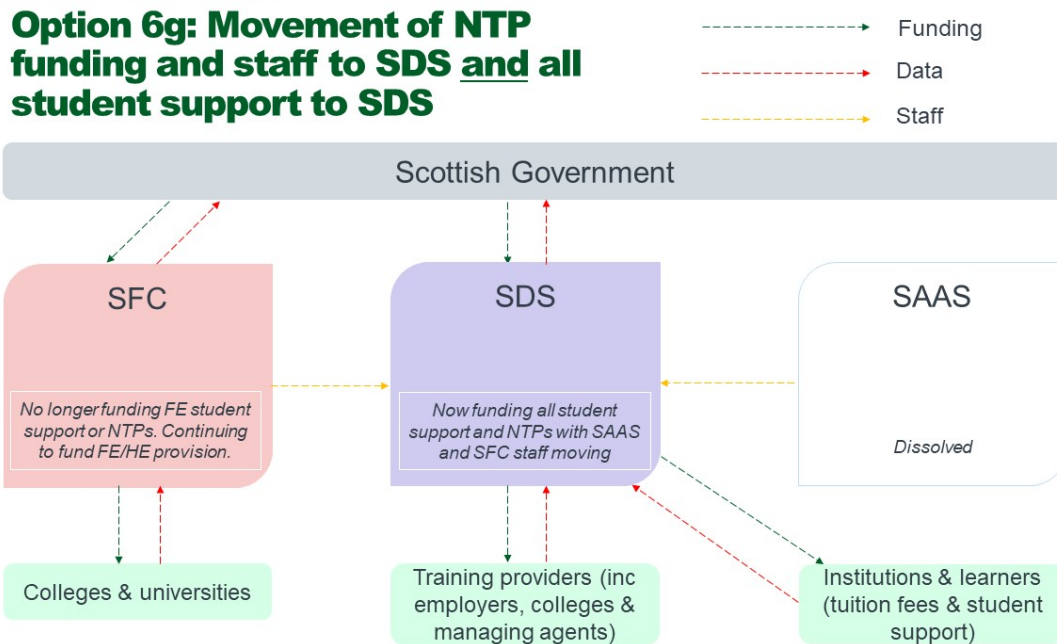 Option 6g: Movement of NTP
funding and staff to SDS and all
student support to SDS
Funding
Data
Staff
Scottish Government
SFC
No longer funding FE student
support or NTPs. Continuing
to fund FE/HE provision.
SDS
Now funding all student
support and NTPs with SAAS
and SFC staff moving
SAAS
Dissolved
Colleges & universities
Training providers (inc
employers, colleges &
managing agents)
Institutions & learners
(tuition fees & student
support)